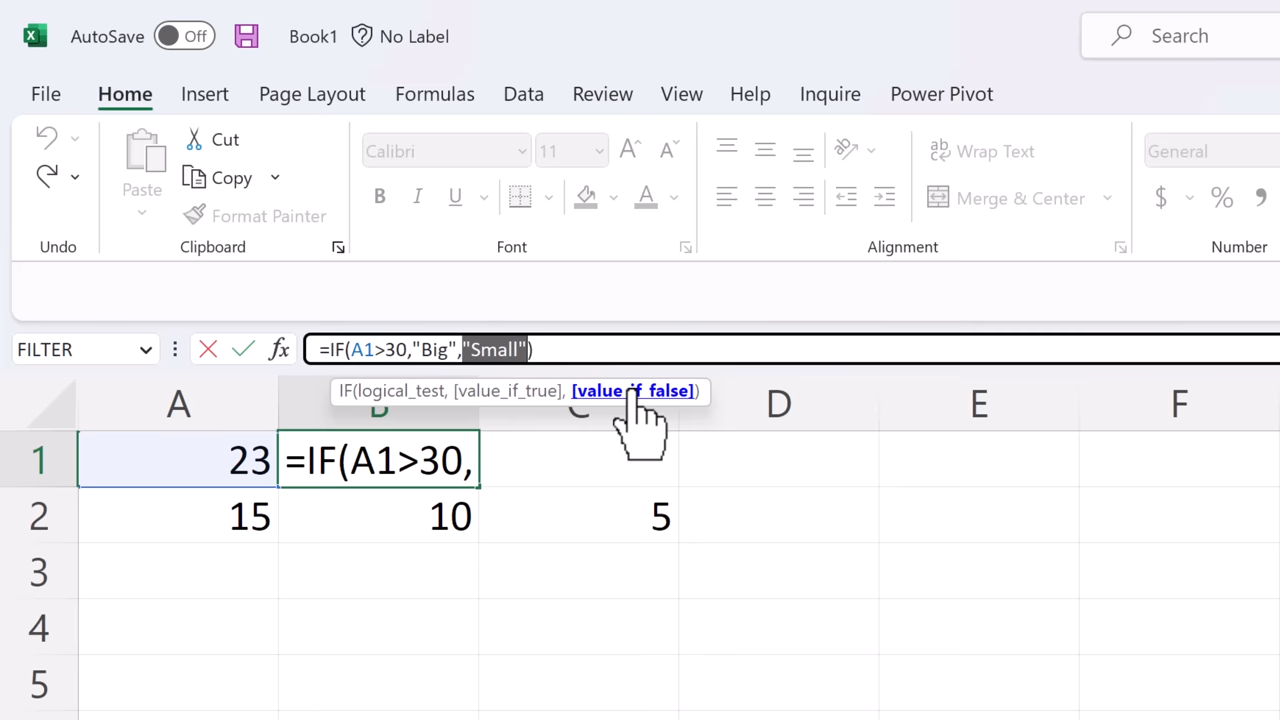 AutoSave Off Book1 No Label Search
File Home Insert Page Layout Formulas Data Review View Help Inquire Power Pivot
Cut Calibri 11 A A ab Wrap Text General
Paste Copy B I U A c Merge & Center $ % ,
Format Painter
Undo Clipboard Font Alignment Number
FILTER fx =IF(A1>30,"Big","Small")
IF(logical_test, [value_if_true], [value_if_false])
A B C D E F
1 23 =IF(A1>30,
2 15 10 5
3
4
5